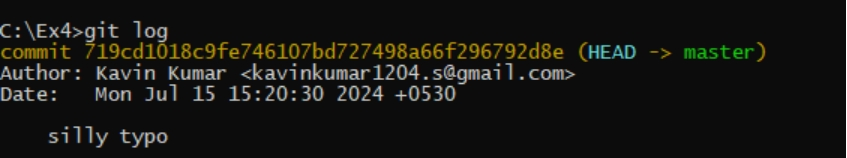 C:\Ex4>git log
commit 719cd1018c9fe746107bd727498a66f296792d8e (HEAD -> master)
Author: Kavin Kumar <kavinkumar1204.s@gmail.com>
Date:   Mon Jul 15 15:20:30 2024 +0530
    silly typo